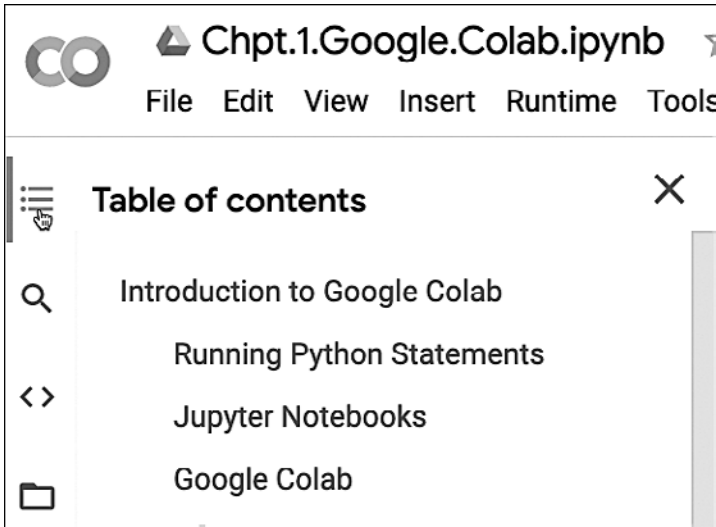 CO
Chpt.1.Google.Colab.ipynb
File Edit View Insert Runtime Tools
Table of contents
Introduction to Google Colab
Running Python Statements
Jupyter Notebooks
Google Colab